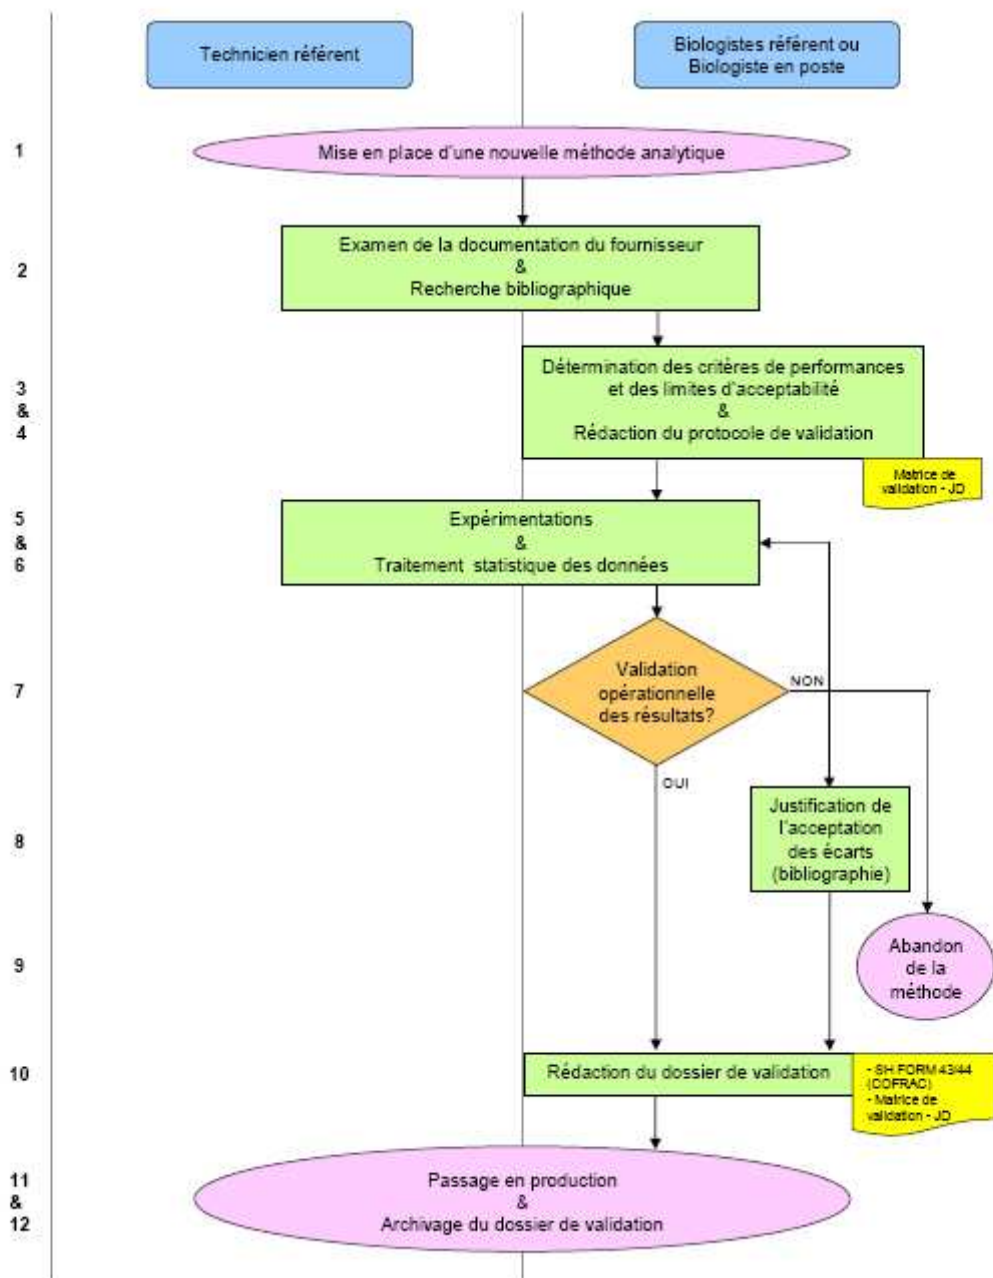 Technicien référent
Biologistes référent ou
Biologiste en poste
1
Mise en place d'une nouvelle méthode analytique
2
Examen de la documentation du fournisseur
&
Recherche bibliographique
3
&
4
Détermination des critères de performances
et des limites d'acceptabilité
&
Rédaction du protocole de validation
Matrice de
validation - JD
5
&
6
Expérimentations
&
Traitement statistique des données
7
Validation
opérationnelle
des résultats?
NON
OUI
8
Justification de
l'acceptation
des écarts
(bibliographie)
9
Abandon
de la
méthode
10
Rédaction du dossier de validation
- SH FORM 43/44
(COFRAC)
- Matrice de
validation - JD
11
&
12
Passage en production
&
Archivage du dossier de validation